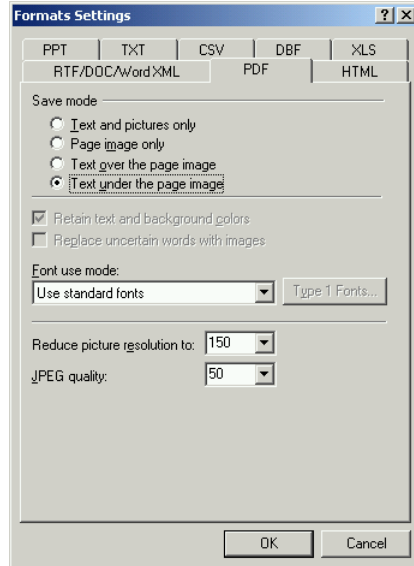 Formats Settings
PPT TXT CSV DBF XLS
RTF/DOC/Word XML PDF HTML
Save mode
Text and pictures only
Page image only
Text over the page image
Text under the page image
Retain text and background colors
Replace uncertain words with images
Font use mode:
Use standard fonts Type 1 Fonts...
Reduce picture resolution to: 150
JPEG quality: 50
OK Cancel